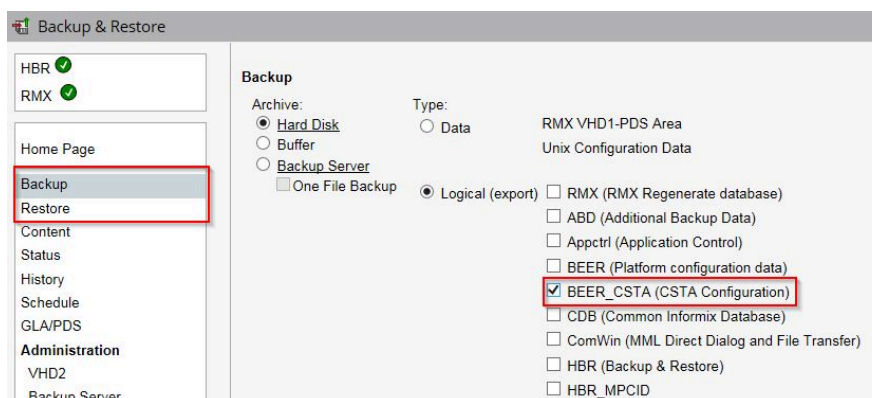 Backup & Restore
HBR
RMX
Home Page
Backup
Restore
Content
Status
History
Schedule
GLA/PDS
Administration
VHD2
Backup Server
Backup
Archive:
Hard Disk
Buffer
Backup Server
One File Backup
Type:
Data
RMX VHD1-PDS Area
Unix Configuration Data
Logical (export)
RMX (RMX Regenerate database)
ABD (Additional Backup Data)
Appctrl (Application Control)
BEER (Platform configuration data)
BEER_CSTA (CSTA Configuration)
CDB (Common Informix Database)
ComWin (MML Direct Dialog and File Transfer)
HBR (Backup & Restore)
HBR_MPCID